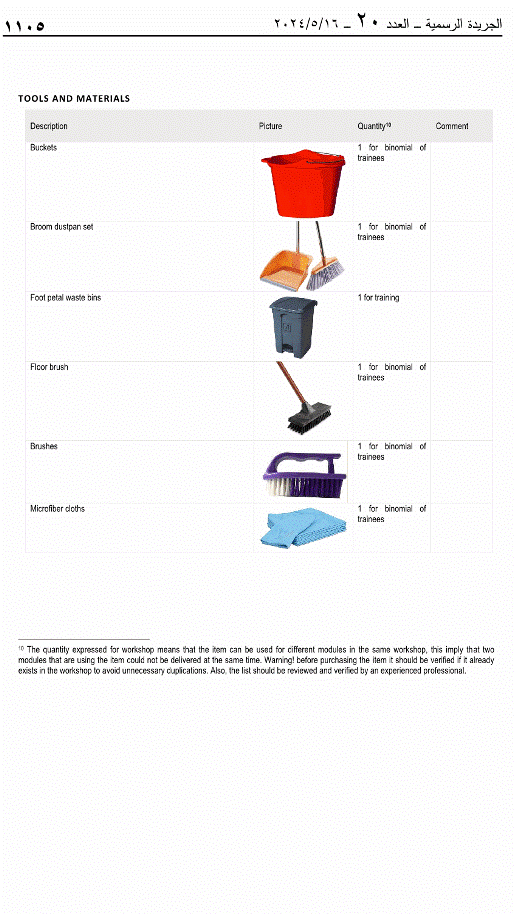 ١١٠٥
الجريدة الرسمية ــ العدد ٢٠ ــ ٢٠٢٤/٥/١٦
TOOLS AND MATERIALS
Description Picture Quantity¹⁰ Comment
Buckets 1 for binomial of
trainees
Broom dustpan set 1 for binomial of
trainees
Foot petal waste bins 1 for training
Floor brush 1 for binomial of
trainees
Brushes 1 for binomial of
trainees
Microfiber cloths 1 for binomial of
trainees
¹⁰ The quantity expressed for workshop means that the item can be used for different modules in the same workshop, this imply that two
modules that are using the item could not be delivered at the same time. Warning! before purchasing the item it should be verified if it already
exists in the workshop to avoid unnecessary duplications. Also, the list should be reviewed and verified by an experienced professional.